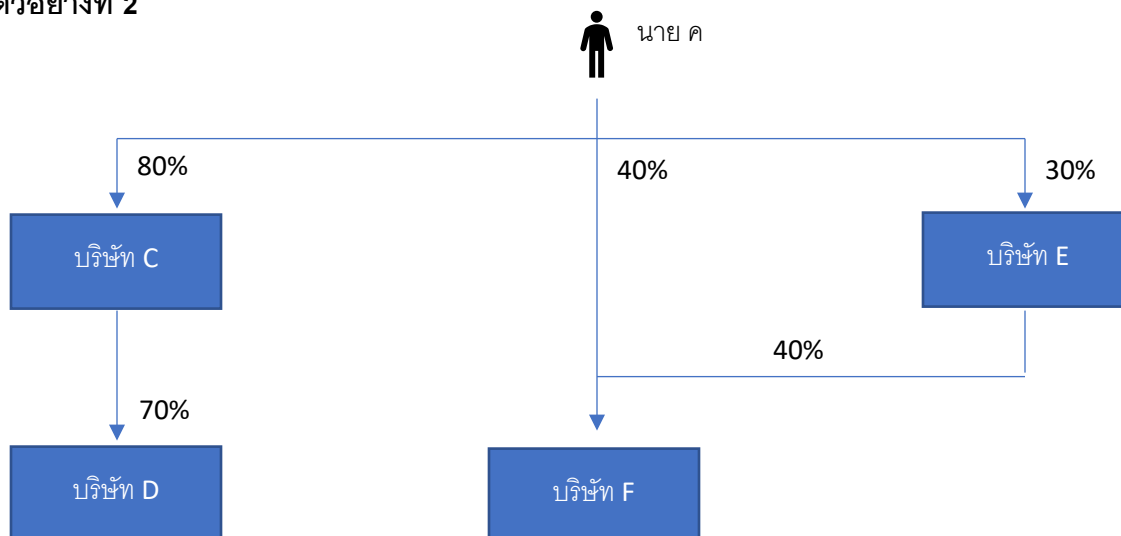 ตัวอย่างที่ 2
นาย ค
80%
40%
30%
บริษัท C
บริษัท E
40%
70%
บริษัท D
บริษัท F